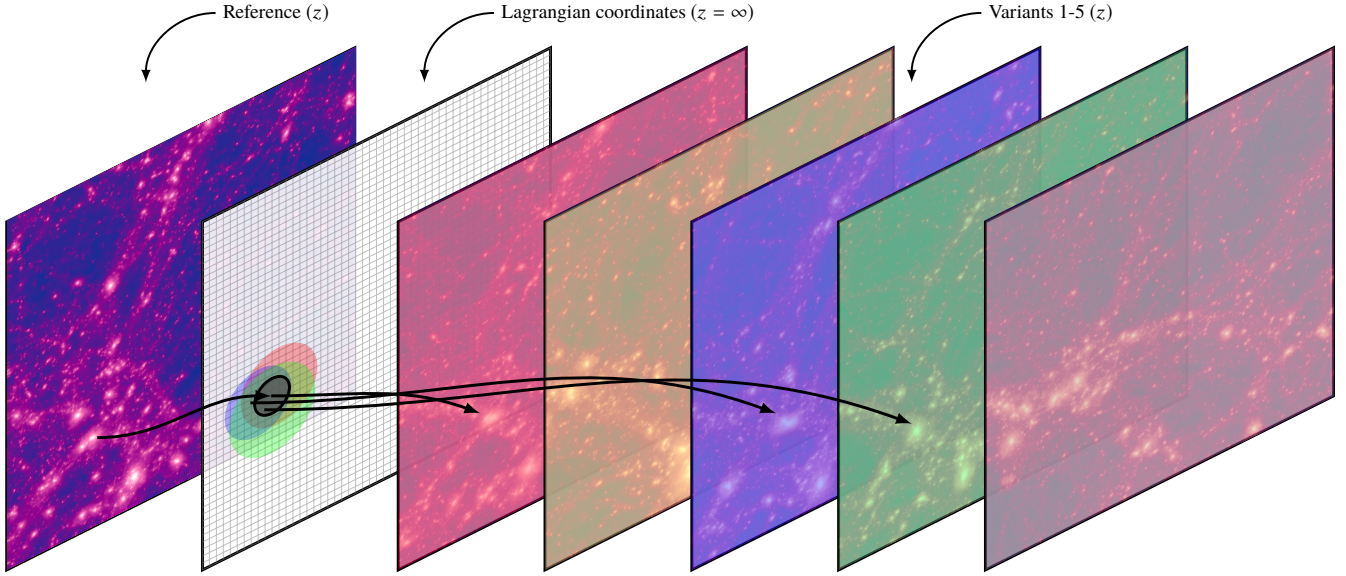 Reference (z)
Lagrangian coordinates (z = ∞)
Variants 1-5 (z)